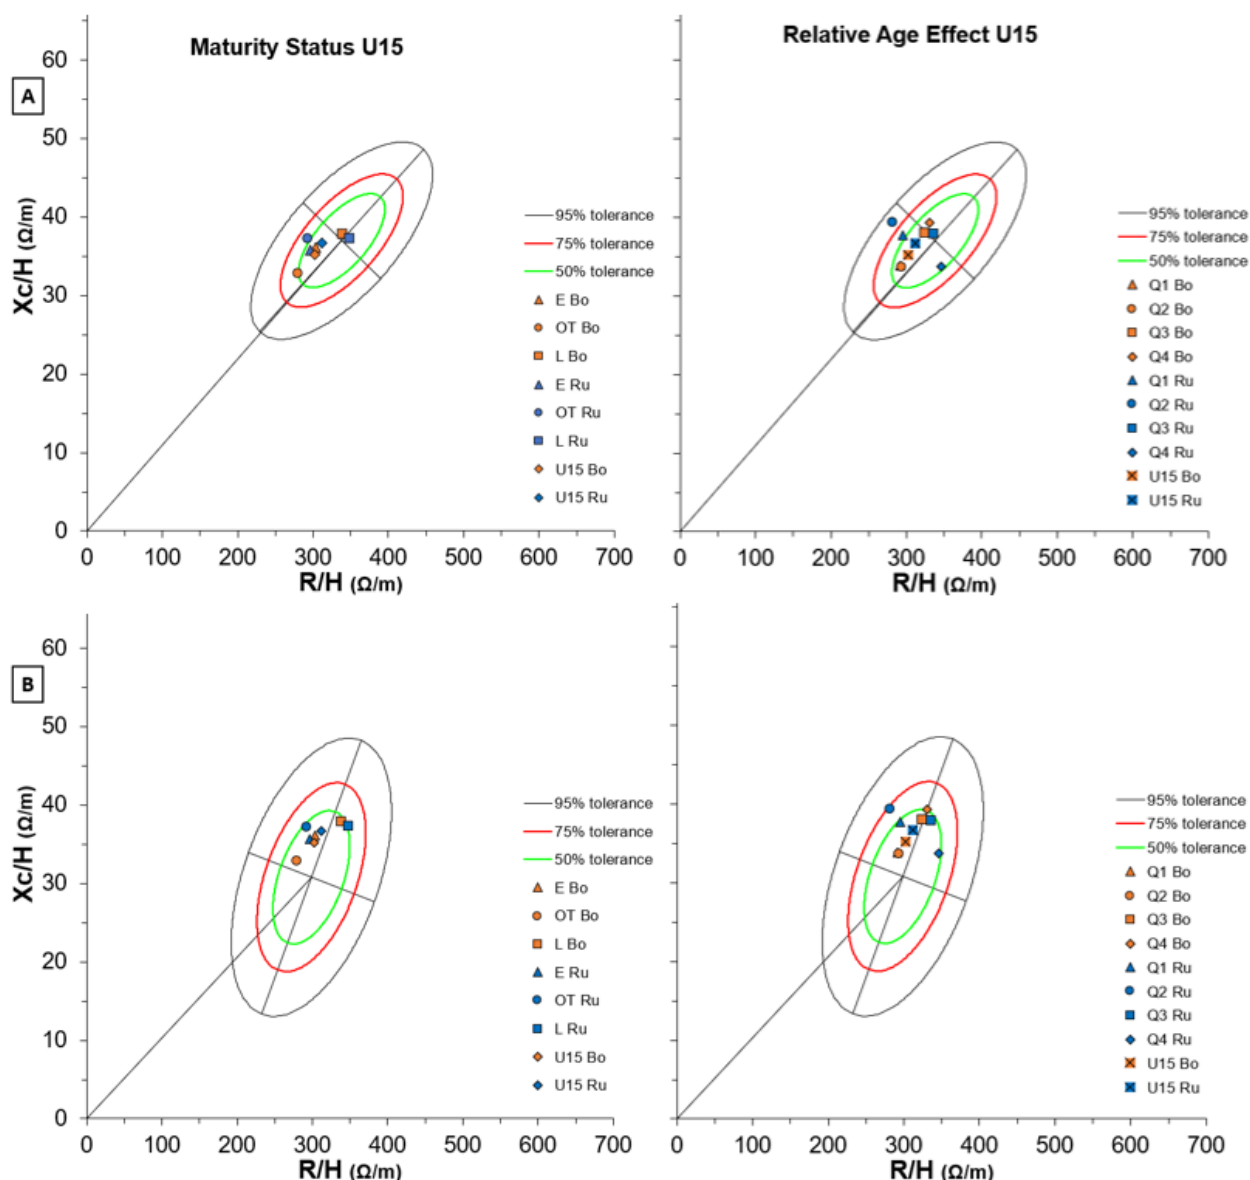 Maturity Status U15
A
Xc/H (Ω/m)
60
50
40
30
20
10
0
0 100 200 300 400 500 600 700
R/H (Ω/m)
95% tolerance
75% tolerance
50% tolerance
E Bo
OT Bo
L Bo
E Ru
OT Ru
L Ru
U15 Bo
U15 Ru
Relative Age Effect U15
0 100 200 300 400 500 600 700
R/H (Ω/m)
95% tolerance
75% tolerance
50% tolerance
Q1 Bo
Q2 Bo
Q3 Bo
Q4 Bo
Q1 Ru
Q2 Ru
Q3 Ru
Q4 Ru
U15 Bo
U15 Ru
B
Xc/H (Ω/m)
60
50
40
30
20
10
0
0 100 200 300 400 500 600 700
R/H (Ω/m)
95% tolerance
75% tolerance
50% tolerance
E Bo
OT Bo
L Bo
E Ru
OT Ru
L Ru
U15 Bo
U15 Ru
0 100 200 300 400 500 600 700
R/H (Ω/m)
95% tolerance
75% tolerance
50% tolerance
Q1 Bo
Q2 Bo
Q3 Bo
Q4 Bo
Q1 Ru
Q2 Ru
Q3 Ru
Q4 Ru
U15 Bo
U15 Ru